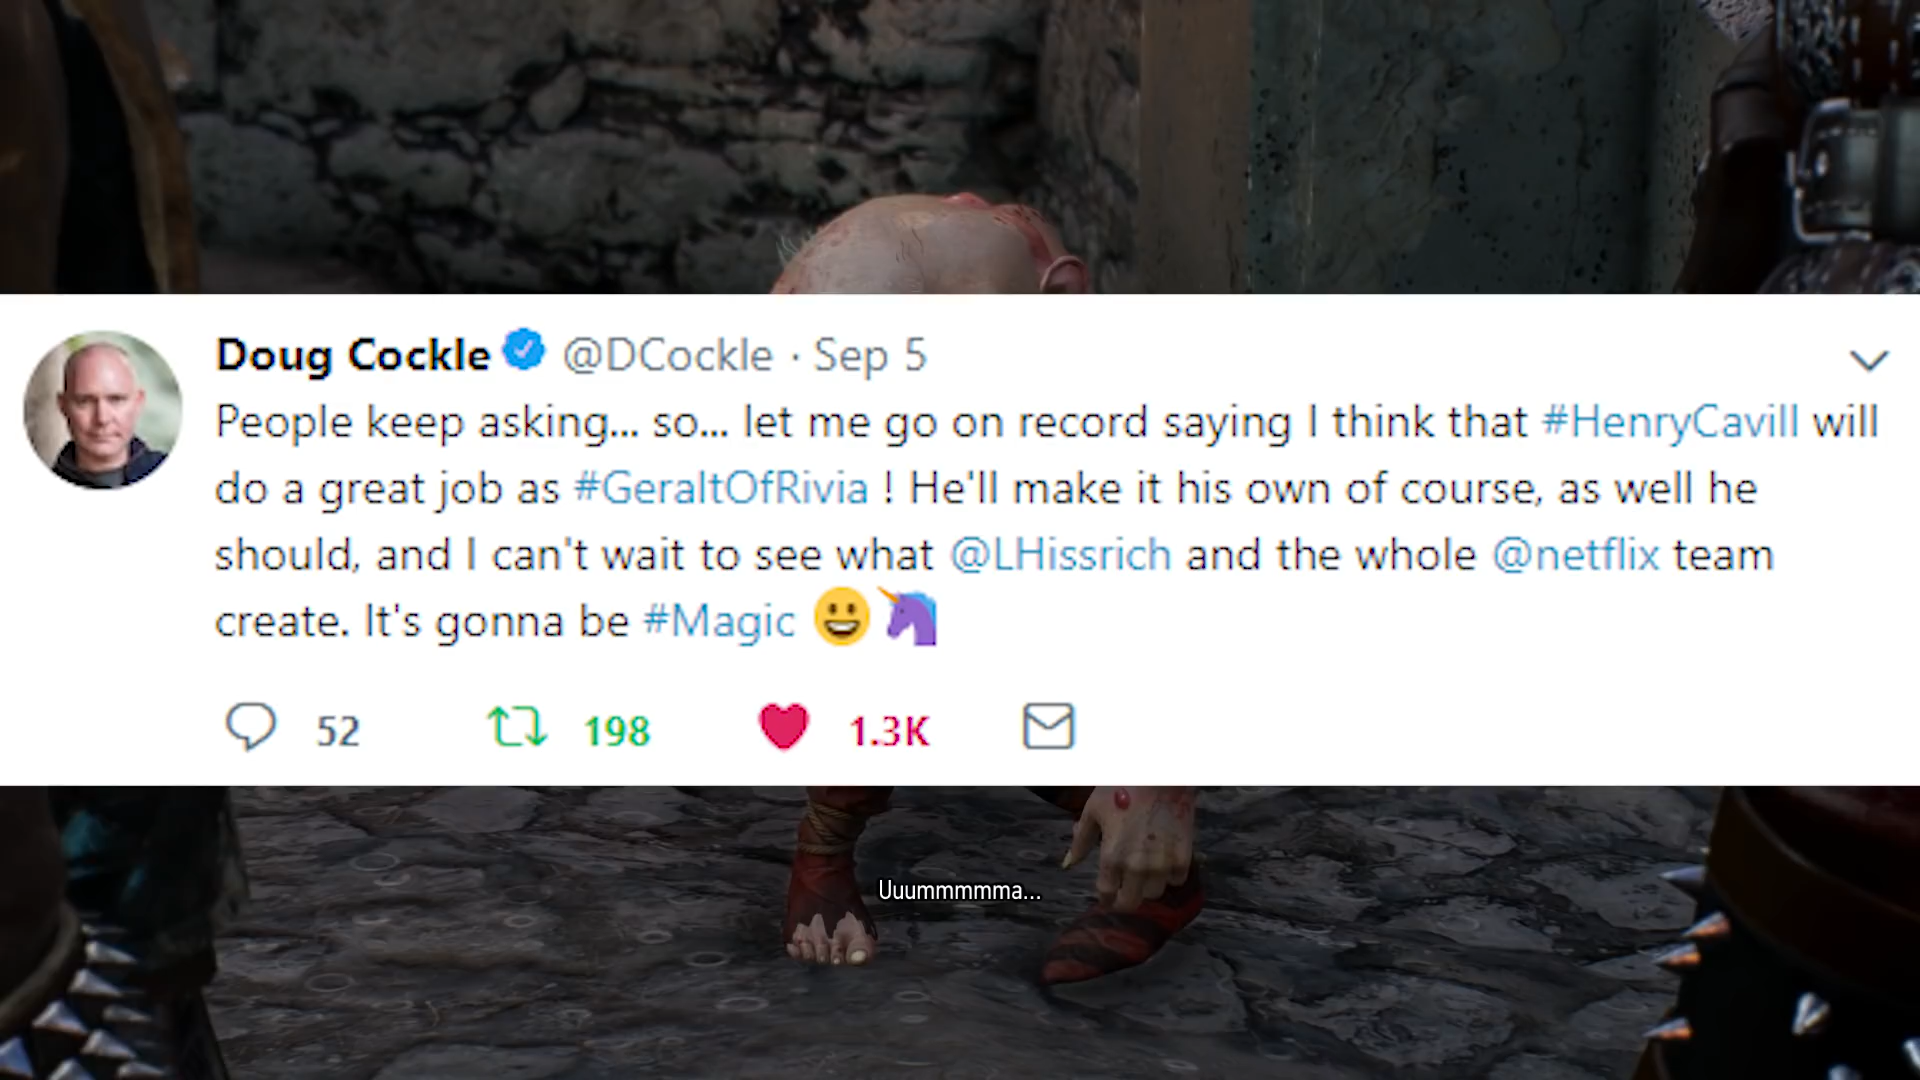 Doug Cockle @DCockle · Sep 5
People keep asking... so... let me go on record saying I think that #HenryCavill will
do a great job as #GeraltOfRivia ! He'll make it his own of course, as well he
should, and I can't wait to see what @LHissrich and the whole @netflix team
create. It's gonna be #Magic 😀🦄
52 198 1.3K
Uuummmmma...